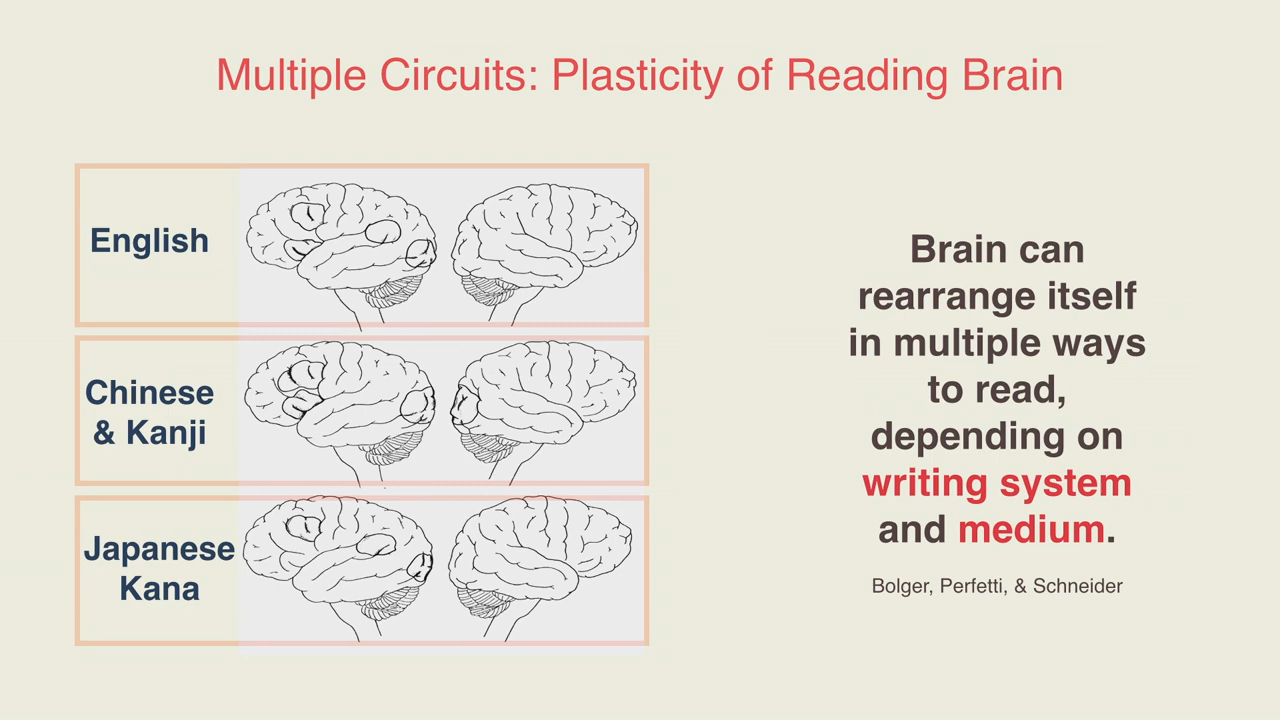 Multiple Circuits: Plasticity of Reading Brain
English
Chinese
& Kanji
Japanese
Kana
Brain can
rearrange itself
in multiple ways
to read,
depending on
writing system
and medium.
Bolger, Perfetti, & Schneider